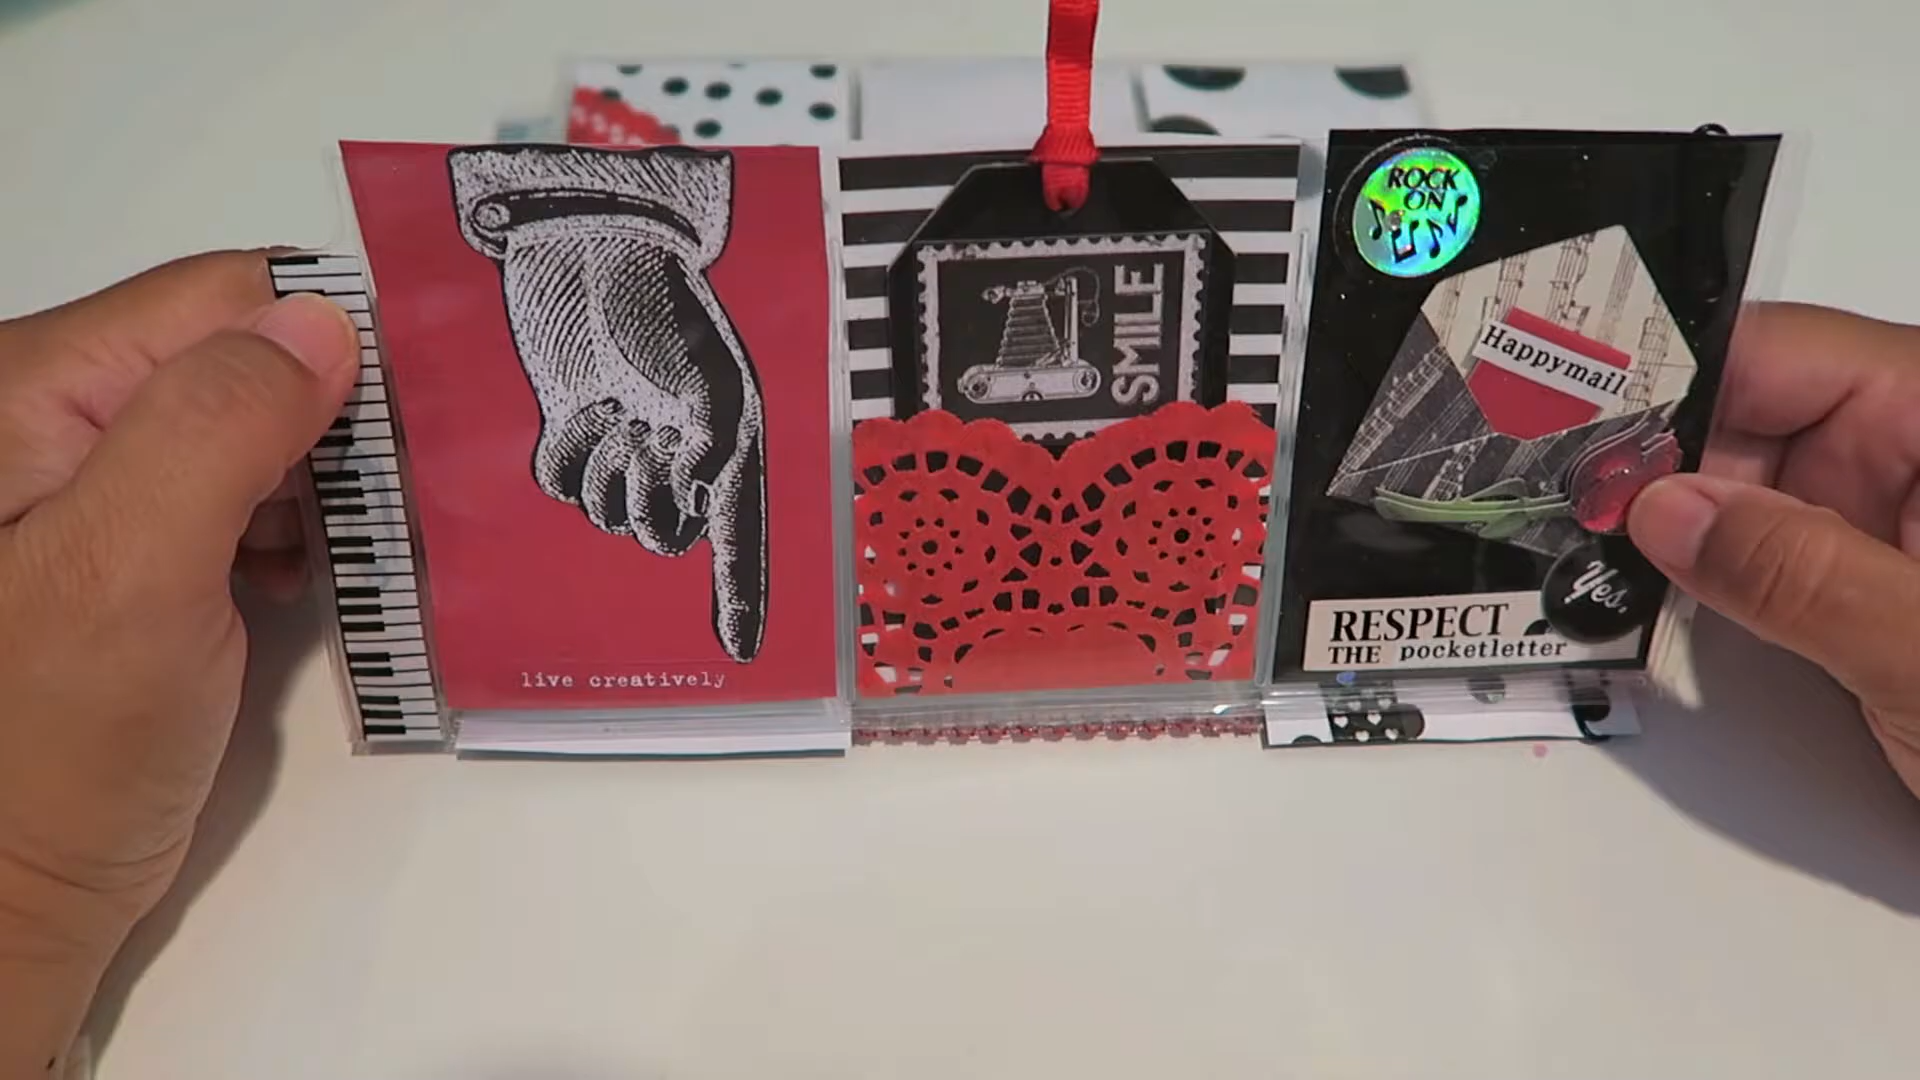 live creatively
SMILE
ROCK
ON
Happymail
Yes.
RESPECT
THE pocketletter